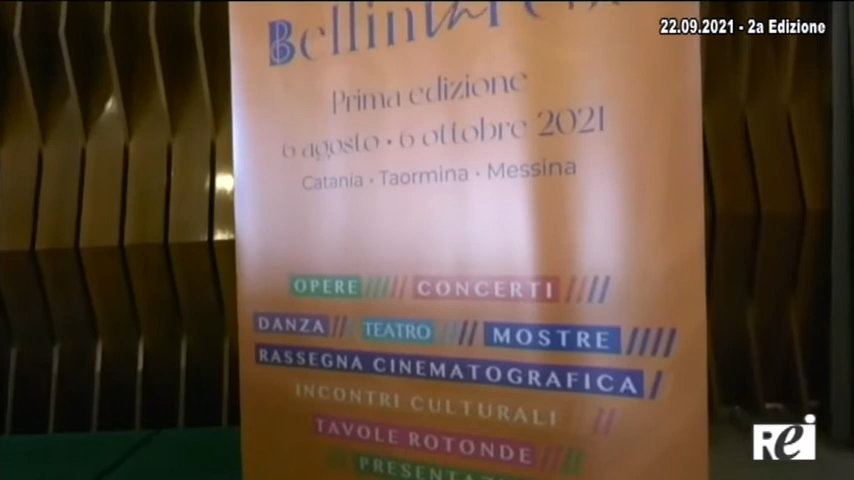 22.09.2021 - 2a Edizione
Bellini
Prima edizione
6 agosto • 6 ottobre 2021
Catania • Taormina • Messina
OPERE CONCERTI
DANZA TEATRO MOSTRE
RASSEGNA CINEMATOGRAFICA
INCONTRI CULTURALI
TAVOLE ROTONDE
REi